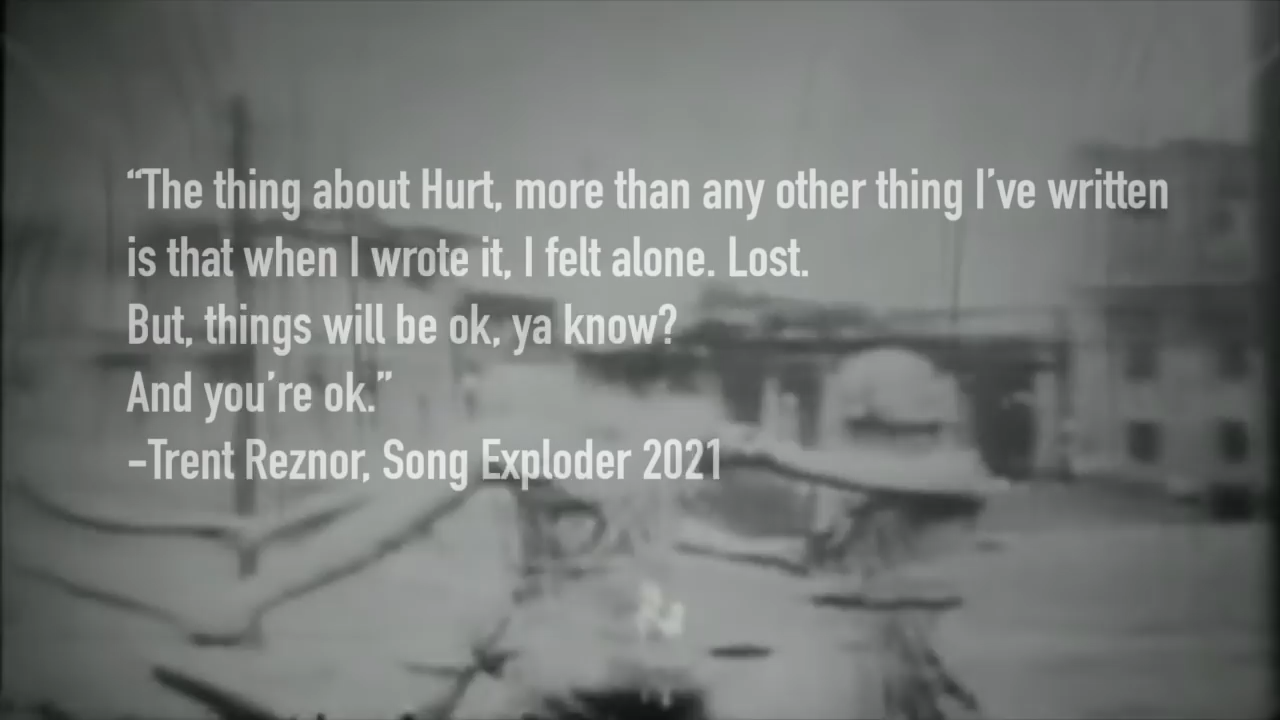 “The thing about Hurt, more than any other thing I’ve written
is that when I wrote it, I felt alone. Lost.
But, things will be ok, ya know?
And you’re ok.”
–Trent Reznor, Song Exploder 2021